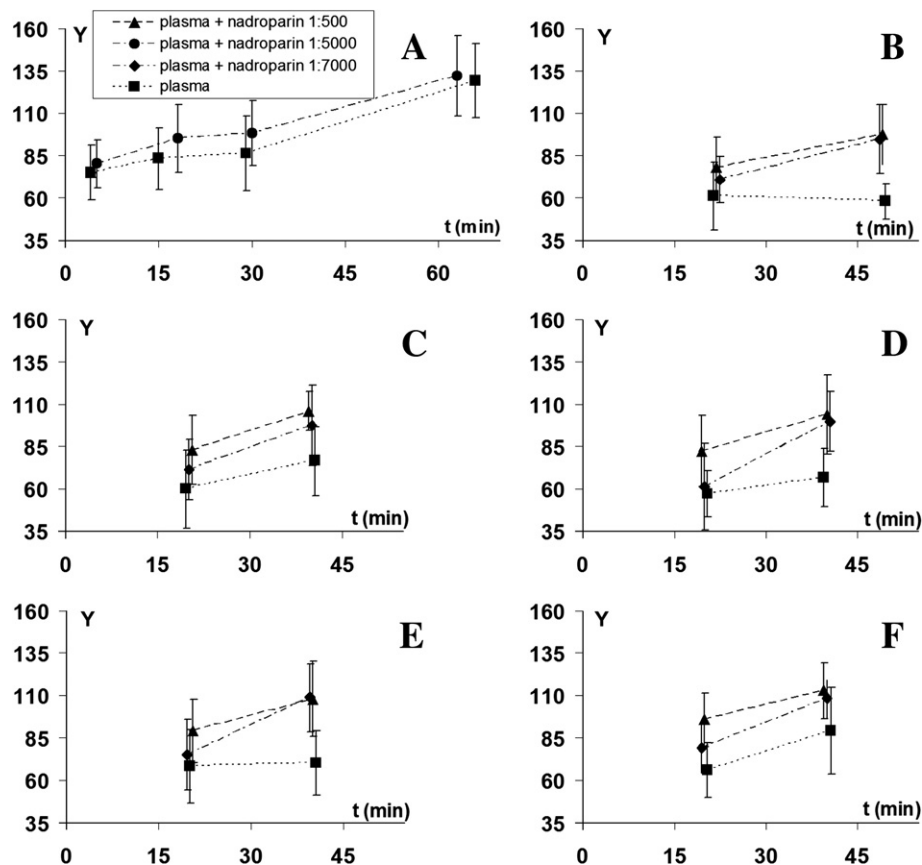 plasma + nadroparin 1:500
plasma + nadroparin 1:5000
plasma + nadroparin 1:7000
plasma
A
Y
160
135
110
85
60
35
t (min)
0 15 30 45 60
B
Y
160
135
110
85
60
35
t (min)
0 15 30 45
C
Y
160
135
110
85
60
35
t (min)
0 15 30 45
D
Y
160
135
110
85
60
35
t (min)
0 15 30 45
E
Y
160
135
110
85
60
35
t (min)
0 15 30 45
F
Y
160
135
110
85
60
35
t (min)
0 15 30 45